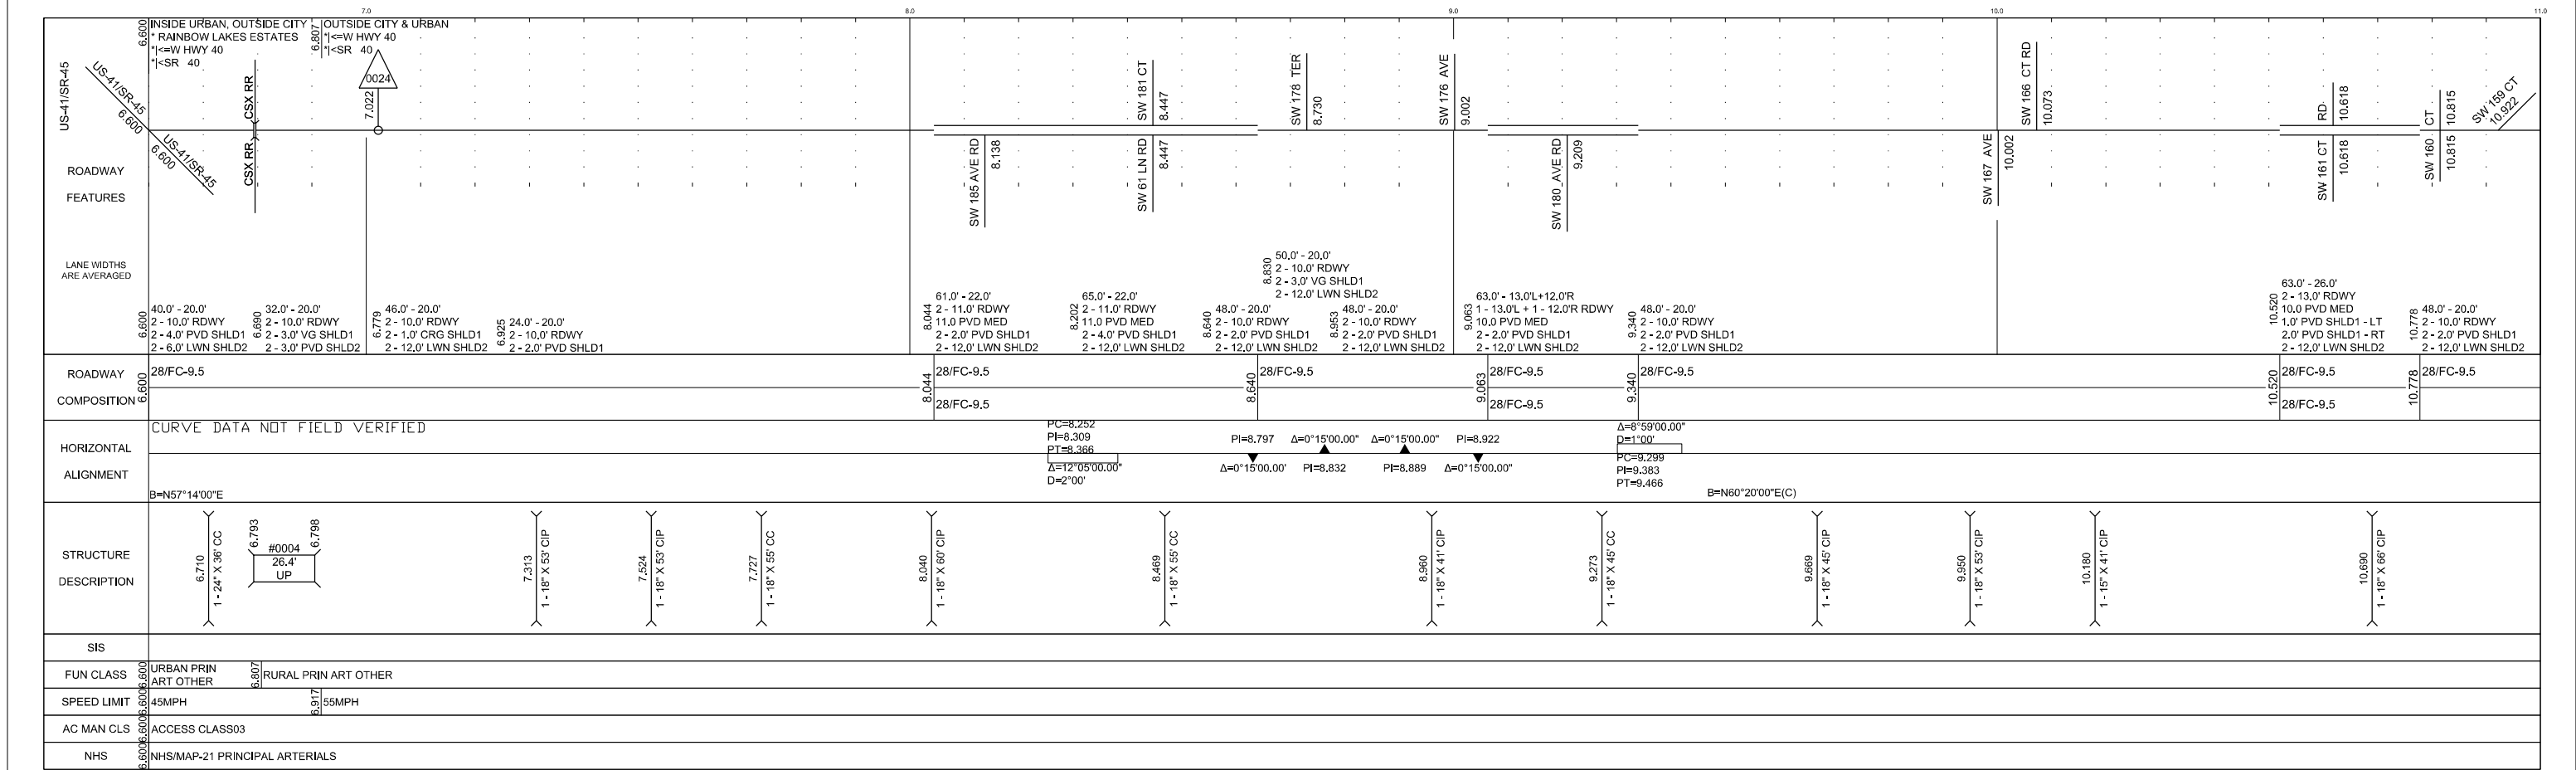 7.0
8.0
9.0
10.0
11.0
US-41/SR-45
ROADWAY
FEATURES
LANE WIDTHS
ARE AVERAGED
6.600
INSIDE URBAN, OUTSIDE CITY
* RAINBOW LAKES ESTATES
*|<=W HWY 40
*|<SR 40
6.807
OUTSIDE CITY & URBAN
*|<=W HWY 40
*|<SR 40
US-41/SR-45
6.600
US-41/SR-45
6.600
CSX RR
CSX RR
0024
7.022
SW 185 AVE RD
8.138
SW 181 CT
8.447
SW 61 LN RD
8.447
SW 178 TER
8.730
SW 176 AVE
9.002
SW 180 AVE RD
9.209
SW 167 AVE
10.002
SW 166 CT RD
10.073
RD
10.618
SW 161 CT
10.618
CT
10.815
SW 160
10.815
SW 159 CT
10.922
6.600
40.0' - 20.0'
2 - 10.0' RDWY
2 - 4.0' PVD SHLD1
2 - 6.0' LWN SHLD2
6.690
32.0' - 20.0'
2 - 10.0' RDWY
2 - 3.0' VG SHLD1
2 - 3.0' PVD SHLD2
6.779
46.0' - 20.0'
2 - 10.0' RDWY
2 - 1.0' CRG SHLD1
2 - 12.0' LWN SHLD2
6.925
24.0' - 20.0'
2 - 10.0' RDWY
2 - 2.0' PVD SHLD1
8.044
61.0' - 22.0'
2 - 11.0' RDWY
11.0 PVD MED
2 - 2.0' PVD SHLD1
2 - 12.0' LWN SHLD2
8.202
65.0' - 22.0'
2 - 11.0' RDWY
11.0 PVD MED
2 - 4.0' PVD SHLD1
2 - 12.0' LWN SHLD2
8.640
48.0' - 20.0'
2 - 10.0' RDWY
2 - 2.0' PVD SHLD1
2 - 12.0' LWN SHLD2
8.830
50.0' - 20.0'
2 - 10.0' RDWY
2 - 3.0' VG SHLD1
2 - 12.0' LWN SHLD2
8.953
48.0' - 20.0'
2 - 10.0' RDWY
2 - 2.0' PVD SHLD1
2 - 12.0' LWN SHLD2
9.063
63.0' - 13.0'L+12.0'R
1 - 13.0'L + 1 - 12.0'R RDWY
10.0 PVD MED
2 - 2.0' PVD SHLD1
2 - 12.0' LWN SHLD2
9.340
48.0' - 20.0'
2 - 10.0' RDWY
2 - 2.0' PVD SHLD1
2 - 12.0' LWN SHLD2
10.520
63.0' - 26.0'
2 - 13.0' RDWY
10.0 PVD MED
1.0' PVD SHLD1 - LT
2.0' PVD SHLD1 - RT
2 - 12.0' LWN SHLD2
10.778
48.0' - 20.0'
2 - 10.0' RDWY
2 - 2.0' PVD SHLD1
2 - 12.0' LWN SHLD2
ROADWAY
COMPOSITION
6.600
28/FC-9.5
8.044
28/FC-9.5
28/FC-9.5
8.640
28/FC-9.5
9.063
28/FC-9.5
28/FC-9.5
9.340
28/FC-9.5
10.520
28/FC-9.5
28/FC-9.5
10.778
28/FC-9.5
HORIZONTAL
ALIGNMENT
CURVE DATA NOT FIELD VERIFIED
B=N57°14'00"E
PC=8.252
PI=8.309
PT=8.366
Δ=12°05'00.00"
D=2°00'
PI=8.797
Δ=0°15'00.00'
Δ=0°15'00.00"
PI=8.832
Δ=0°15'00.00"
PI=8.889
PI=8.922
Δ=0°15'00.00"
Δ=8°59'00.00"
D=1°00'
PC=9.299
PI=9.383
PT=9.466
B=N60°20'00"E(C)
STRUCTURE
DESCRIPTION
6.710
1 - 24" X 36' CC
6.793
#0004
26.4'
UP
6.798
7.313
1 - 18" X 53' CIP
7.524
1 - 18" X 53' CIP
7.727
1 - 18" X 55' CC
8.040
1 - 18" X 60' CIP
8.469
1 - 18" X 55' CC
8.960
1 - 18" X 41' CIP
9.273
1 - 18" X 45' CC
9.669
1 - 18" X 45' CIP
9.950
1 - 18" X 53' CIP
10.180
1 - 15" X 41' CIP
10.690
1 - 18" X 66' CIP
SIS
FUN CLASS
6.600
URBAN PRIN
ART OTHER
6.807
RURAL PRIN ART OTHER
SPEED LIMIT
6.600
45MPH
6.917
55MPH
AC MAN CLS
6.600
ACCESS CLASS03
NHS
6.600
NHS/MAP-21 PRINCIPAL ARTERIALS